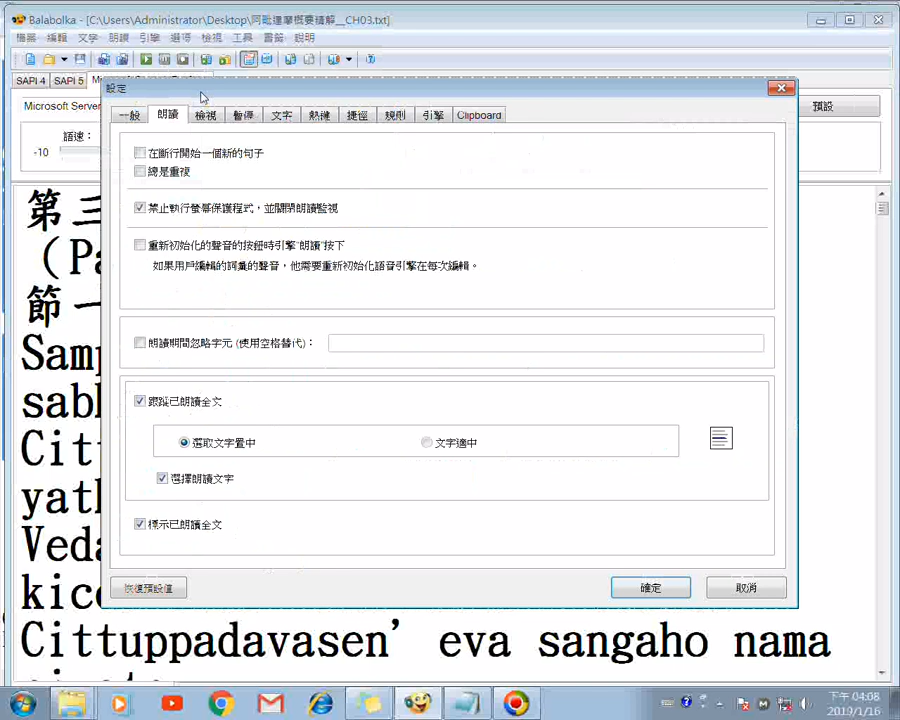 Balabolka - [C:\Users\Administrator\Desktop\阿毗達摩概要精解__CH03.txt]
檔案 編輯 文字 朗讀 引擎 選項 檢視 工具 書籤 說明
SAPI 4 SAPI 5
設定
Microsoft Server
預設
語速：
-10
一般 朗讀 檢視 暫停 文字 熱鍵 捷徑 規則 引擎 Clipboard
在斷行開始一個新的句子
總是重複
禁止執行螢幕保護程式，並關閉朗讀監視
重新初始化的聲音的按鈕時引擎"朗讀"按下
如果用戶編輯的詞彙的聲音，他需要重新初始化語音引擎在每次編輯。
朗讀期間忽略字元 (使用空格替代)：
跟蹤已朗讀全文
選取文字置中 文字適中
選擇朗讀文字
標示已朗讀全文
恢復預設值 確定 取消
第三
（Pa
節一
Samp
sabb
Citt
yath
Veda
kicc
Cittuppadavasen’ eva sangaho nama
下午 04:08
2019/1/16